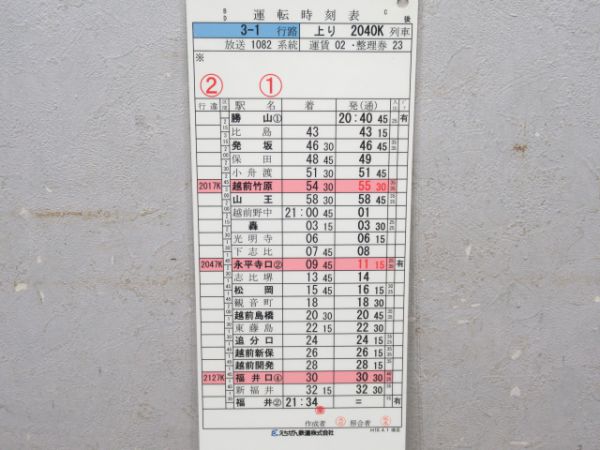 運転時刻表 後
3-1 行路 上り 2040K 列車
放送 1082 系統 運賃 02・整理券 23
※
② ①
行違 駅名 着 発(通)
勝山① 20:40 45 有
比島 43 43 15
発坂 46 30 46 45
保田 48 45 49
小舟渡 51 30 51 45
2017K 越前竹原 54 30 55 30
山王 58 30 58 45
越前野中 21:00 45 01
轟 03 15 03 30
光明寺 06 06 15
下志比 07 45 08
2047K 永平寺口② 09 45 11 15 有
志比堺 13 45 14
松岡 15 45 16 15
観音町 18 18 30
越前島橋 20 30 20 45
東藤島 22 15 22 30
追分口 24 24 15
越前新保 26 26 15
越前開発 28 28 15
2127K 福井口④ 30 30 30
新福井 32 15 32 30
福井② 21:34 = 有
作成者 照合者
えちぜん鉄道株式会社